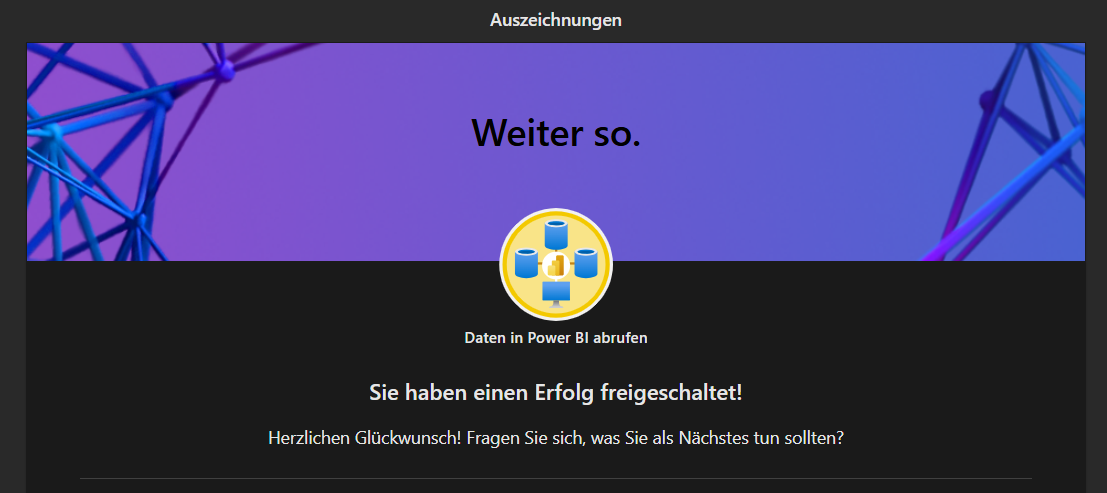 Auszeichnungen
Weiter so.
Daten in Power BI abrufen
Sie haben einen Erfolg freigeschaltet!
Herzlichen Glückwunsch! Fragen Sie sich, was Sie als Nächstes tun sollten?